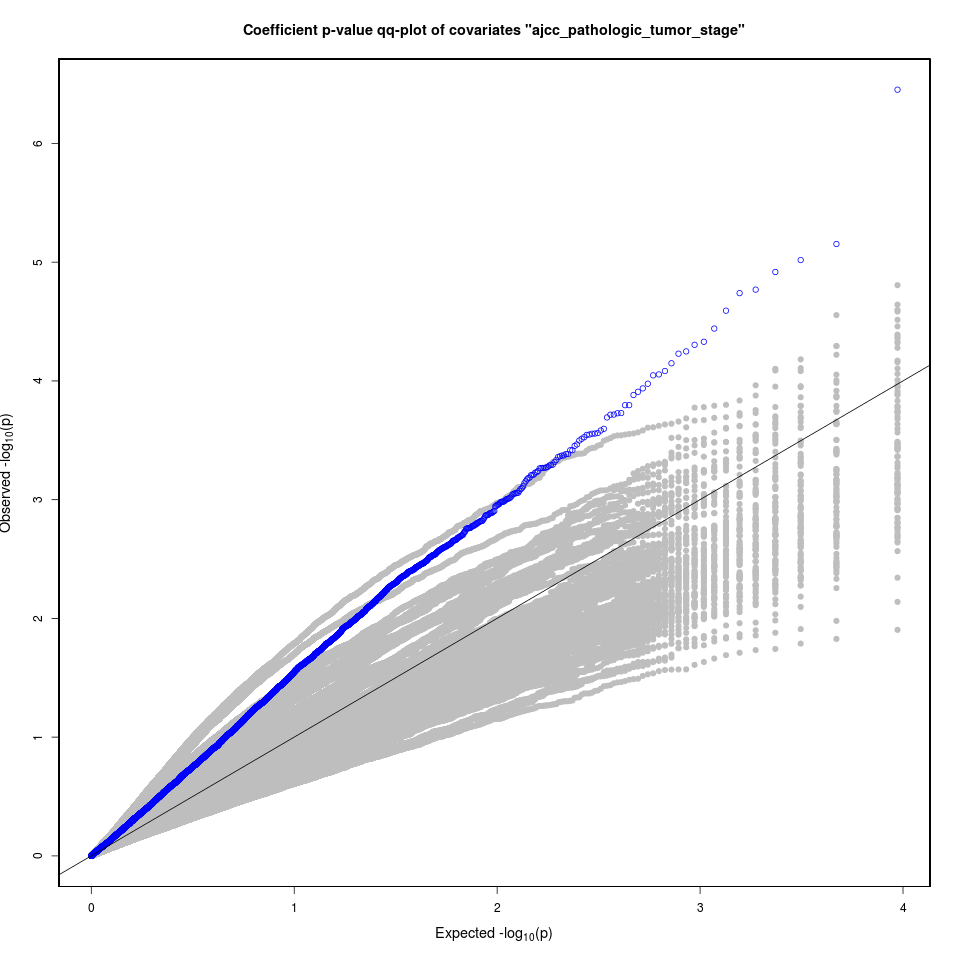 Coefficient p-value qq-plot of covariates "ajcc_pathologic_tumor_stage"
Observed -log10(p)
6
5
4
3
2
1
0
0 1 2 3 4
Expected -log10(p)